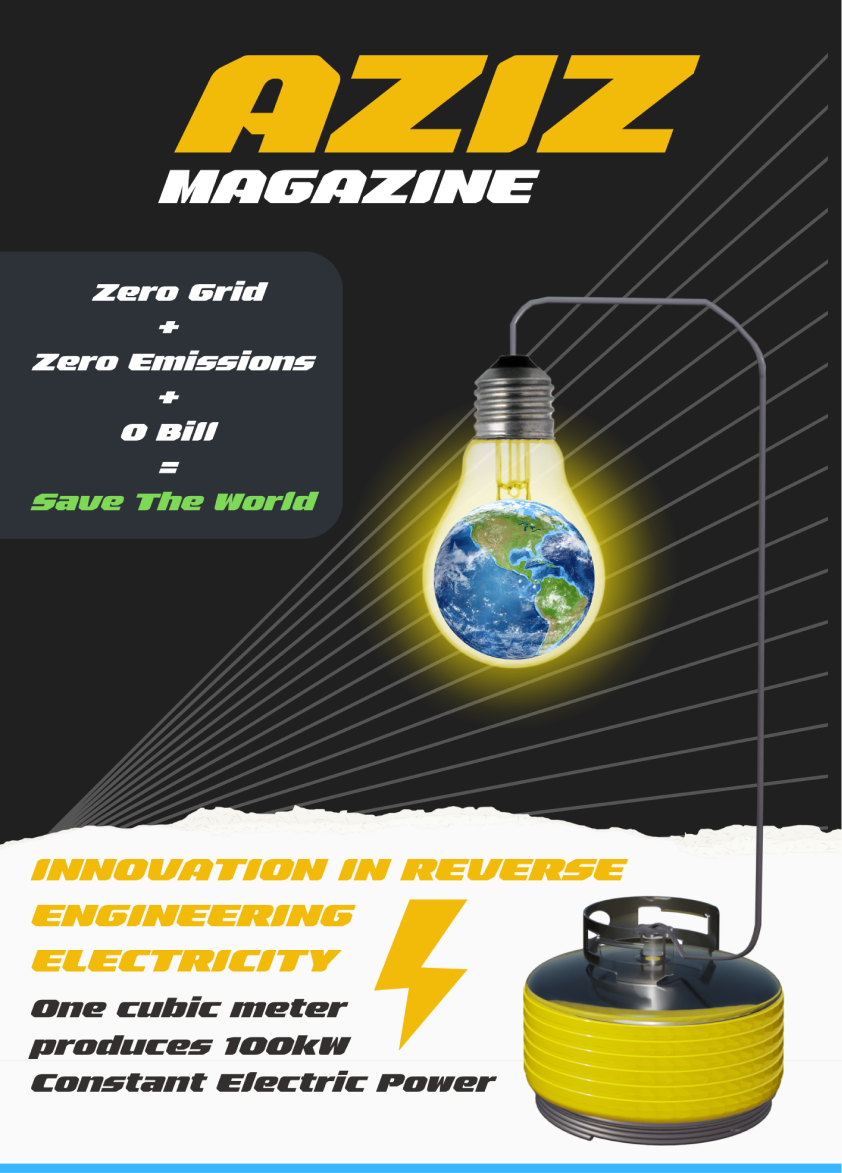 AZIZ
MAGAZINE
Zero Grid
+
Zero Emissions
+
0 Bill
=
Save The World
INNOVATION IN REVERSE
ENGINEERING
ELECTRICITY
One cubic meter
produces 100kW
Constant Electric Power